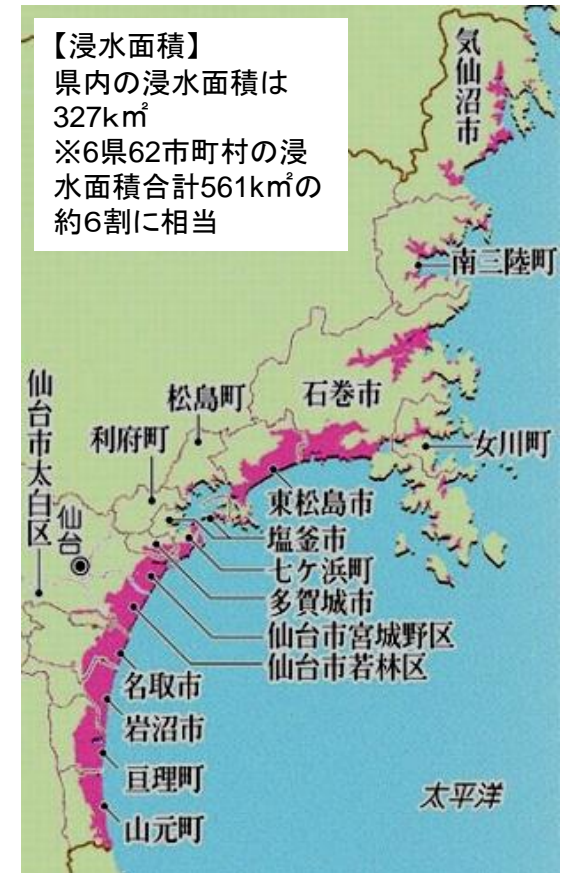 【浸水面積】
県内の浸水面積は
327k㎡
※6県62市町村の浸
水面積合計561k㎡の
約6割に相当
気仙沼市
南三陸町
石巻市
松島町
女川町
利府町
仙台市太白区
仙台
東松島市
塩釜市
七ケ浜町
多賀城市
仙台市宮城野区
仙台市若林区
名取市
岩沼市
亘理町
山元町
太平洋